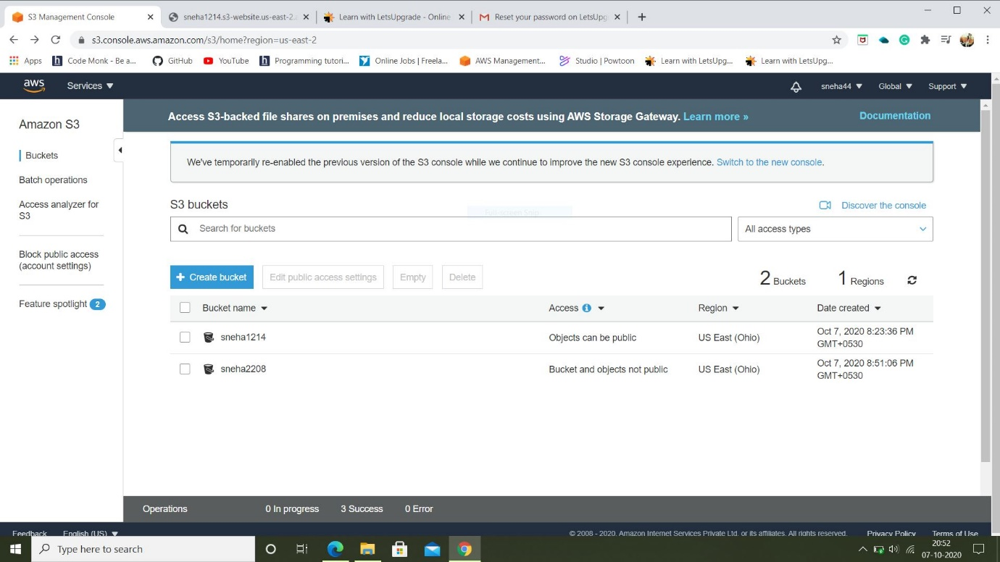 S3 Management Console
sneha1214.s3-website.us-east-2.
Learn with LetsUpgrade - Online
Reset your password on LetsUpg
s3.console.aws.amazon.com/s3/home?region=us-east-2
Apps
Code Monk - Be a...
GitHub
YouTube
Programming tutori...
Online Jobs | Freela...
AWS Management...
Studio | Powtoon
Learn with LetsUpg...
Learn with LetsUpg...
aws
Services
sneha44
Global
Support
Amazon S3
Buckets
Batch operations
Access analyzer for
S3
Block public access
(account settings)
Feature spotlight 2
Access S3-backed file shares on premises and reduce local storage costs using AWS Storage Gateway. Learn more »
Documentation
We've temporarily re-enabled the previous version of the S3 console while we continue to improve the new S3 console experience. Switch to the new console.
S3 buckets
Discover the console
Search for buckets
All access types
+ Create bucket
Edit public access settings
Empty
Delete
2 Buckets
1 Regions
Bucket name
Access
Region
Date created
sneha1214
Objects can be public
US East (Ohio)
Oct 7, 2020 8:23:36 PM
GMT+0530
sneha2208
Bucket and objects not public
US East (Ohio)
Oct 7, 2020 8:51:06 PM
GMT+0530
Operations
0 In progress
3 Success
0 Error
Feedback
English (US)
© 2008 - 2020, Amazon Internet Services Private Ltd. or its affiliates. All rights reserved.
Privacy Policy
Terms of Use
Type here to search
20:52
07-10-2020